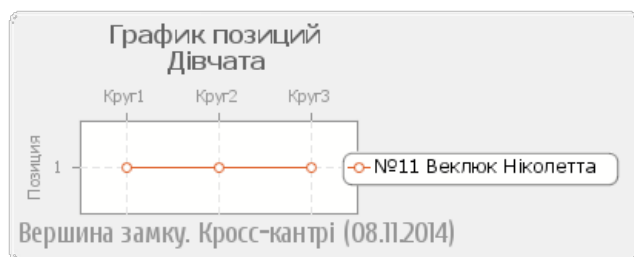 График позиций
Дівчата
Круг1 Круг2 Круг3
Позиция
1
№11 Веклюк Ніколетта
Вершина замку. Кросс-кантрі (08.11.2014)